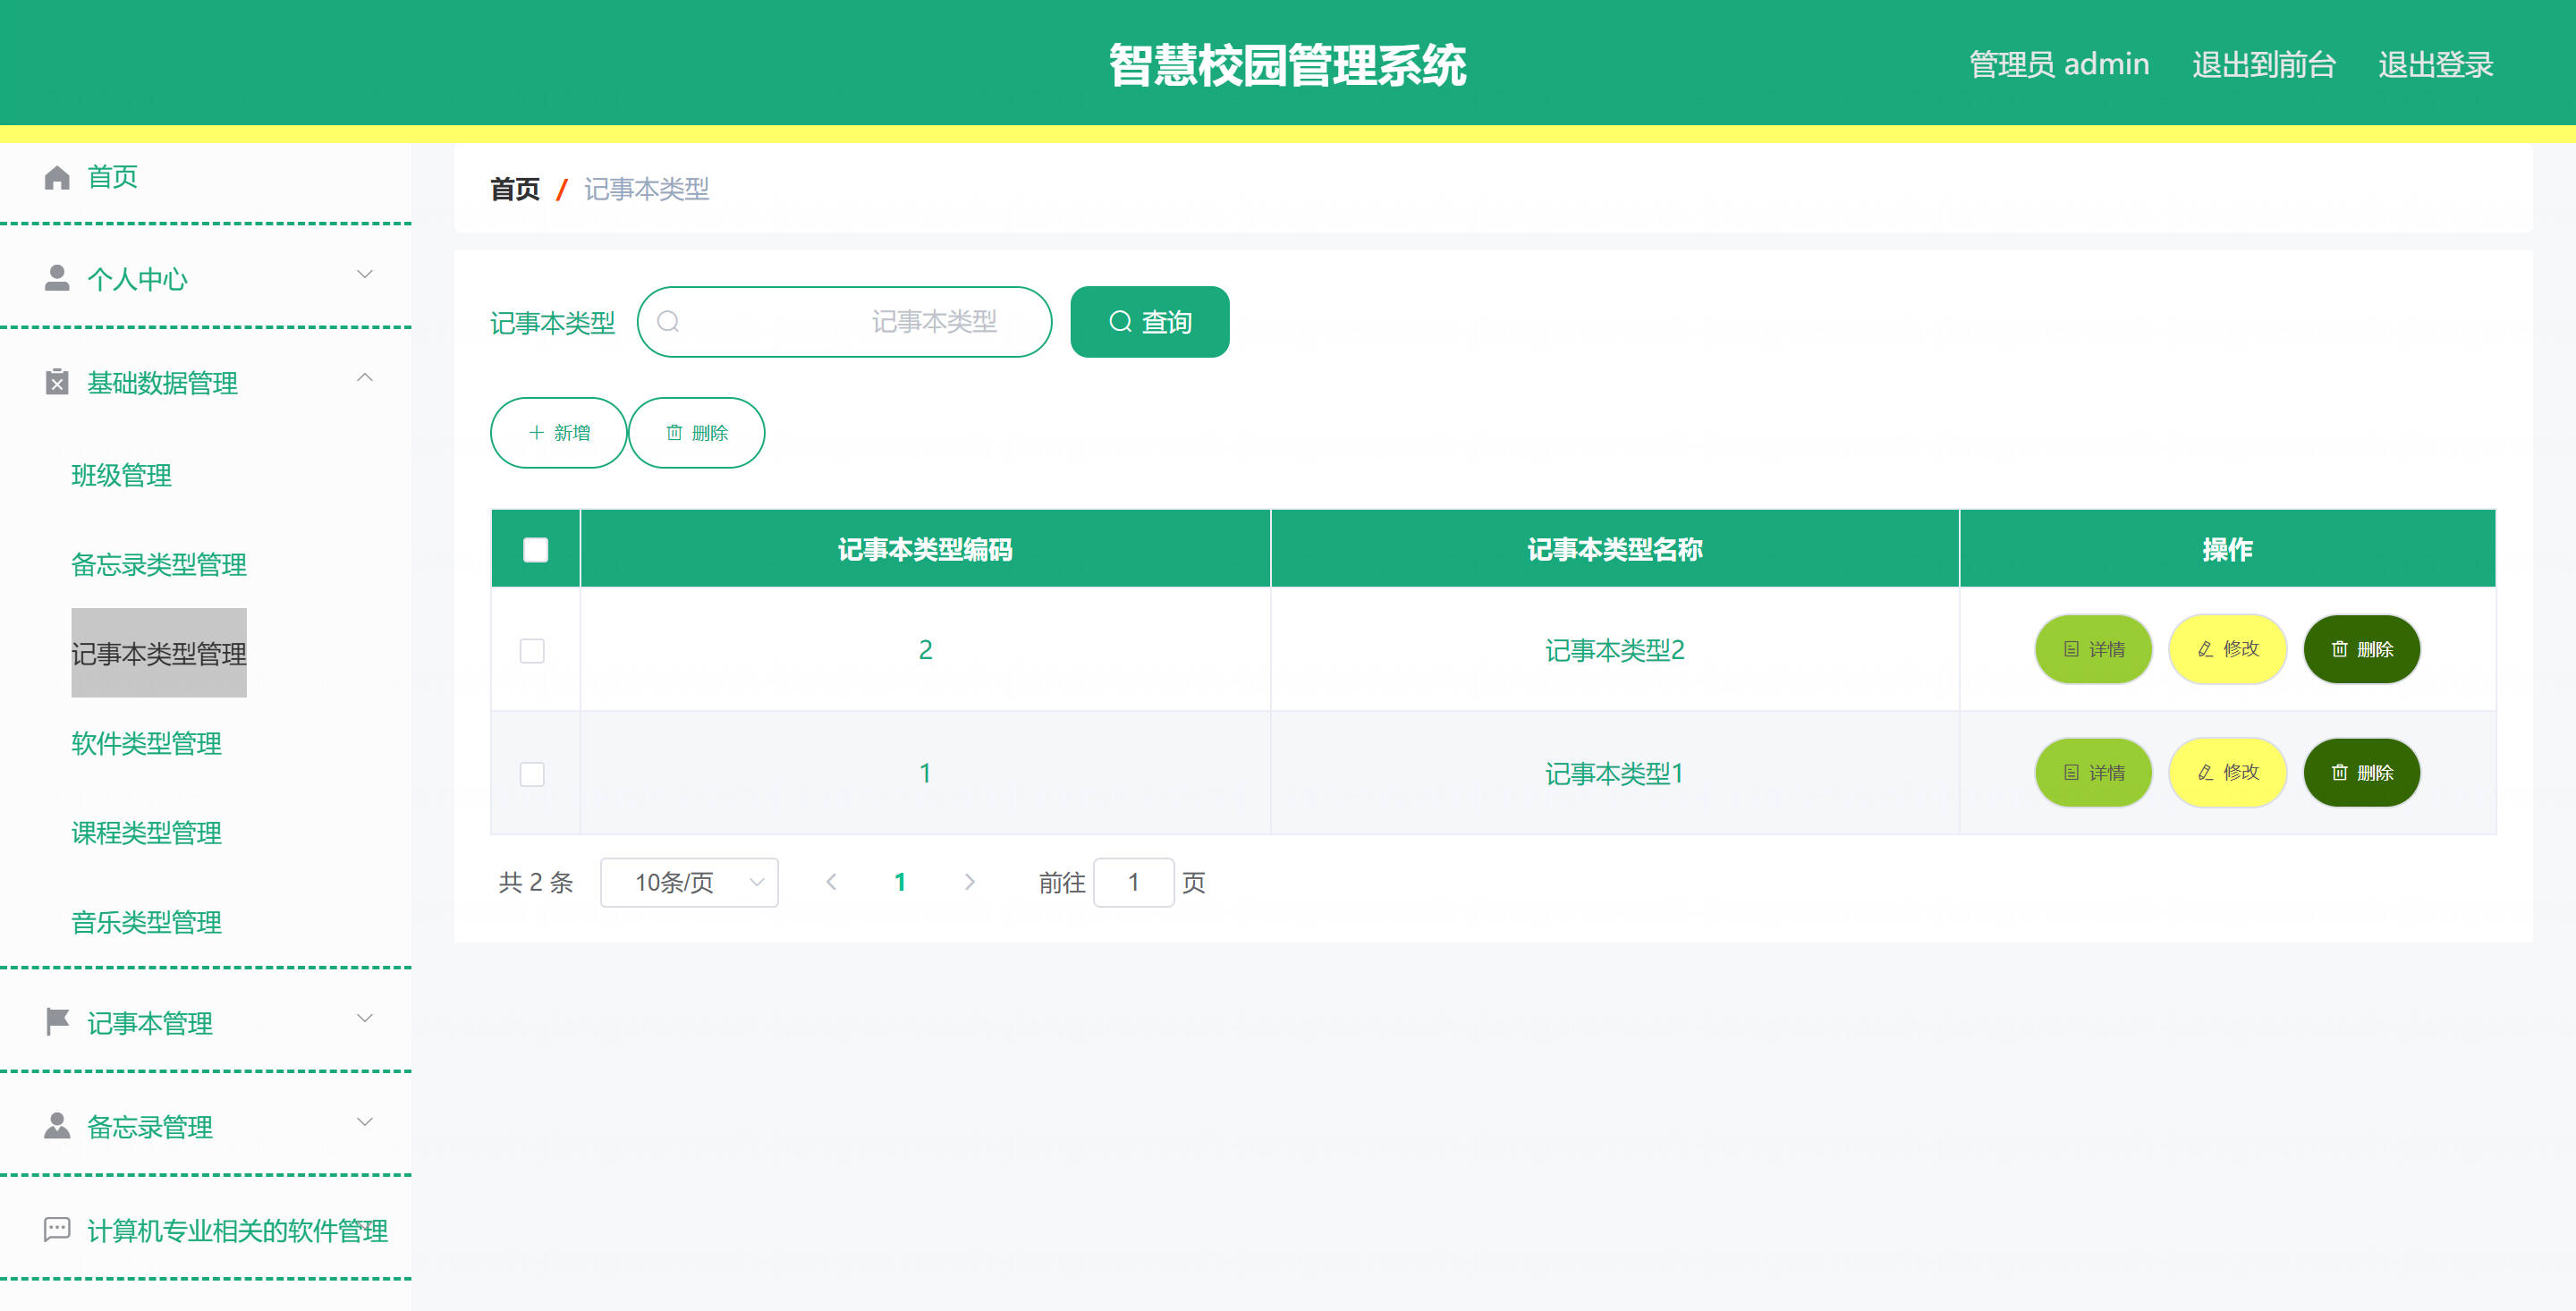 智慧校园管理系统
管理员 admin 退出到前台 退出登录
首页
个人中心
基础数据管理
班级管理
备忘录类型管理
记事本类型管理
软件类型管理
课程类型管理
音乐类型管理
记事本管理
备忘录管理
计算机专业相关的软件管理
首页 / 记事本类型
记事本类型 记事本类型 查询
新增 删除
记事本类型编码 记事本类型名称 操作
2 记事本类型2 详情 修改 删除
1 记事本类型1 详情 修改 删除
共 2 条 10条/页 1 前往 1 页